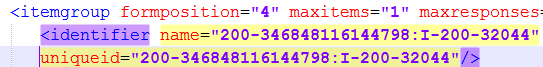 <itemgroup formposition="4" maxitems="1" maxresponses=
<identifier name="200-346848116144798:I-200-32044"
uniqueid="200-346848116144798:I-200-32044"/>